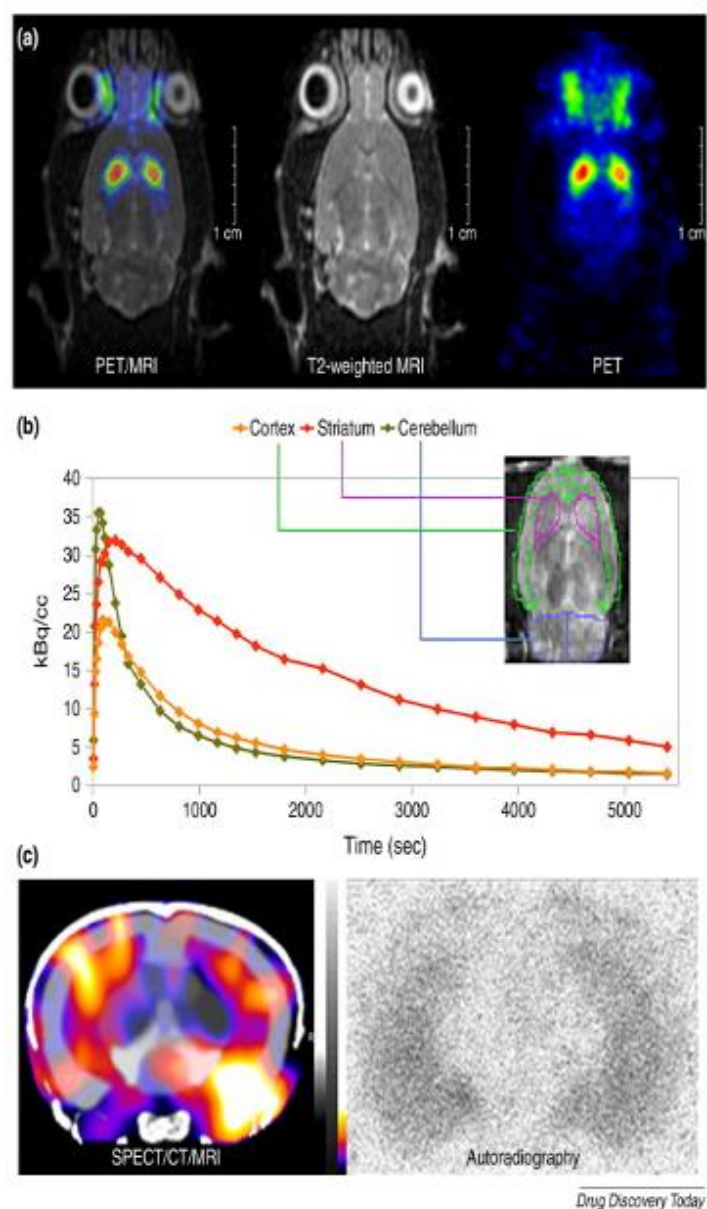 (a)
1 cm
1 cm
1 cm
PET/MRI
T2-weighted MRI
PET
(b)
Cortex
Striatum
Cerebellum
40
35
30
25
20
15
10
5
0
kBq/cc
0
1000
2000
3000
4000
5000
Time (sec)
(c)
SPECT/CT/MRI
Autoradiography
Drug Discovery Today